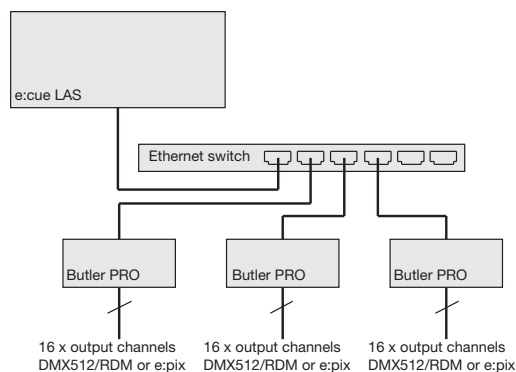 e:cue LAS
Ethernet switch
Butler PRO
Butler PRO
Butler PRO
16 x output channels
DMX512/RDM or e:pix
16 x output channels
DMX512/RDM or e:pix
16 x output channels
DMX512/RDM or e:pix